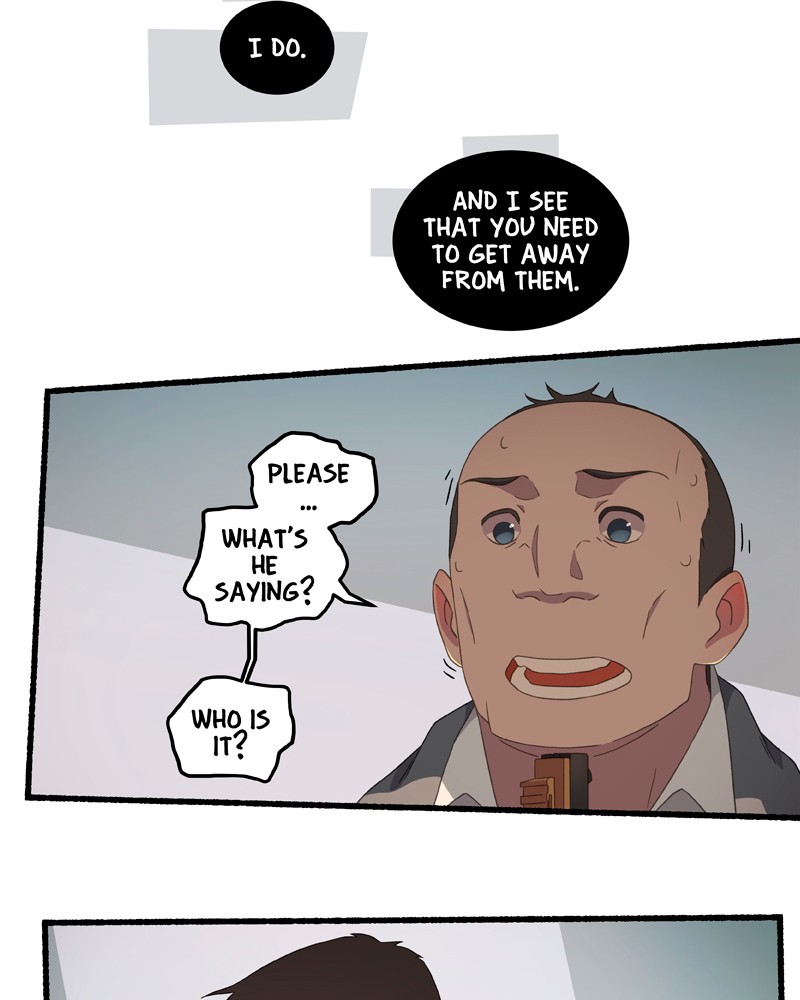 I DO.
AND I SEE
THAT YOU NEED
TO GET AWAY
FROM THEM.
PLEASE
...
WHAT'S
HE
SAYING?
WHO IS
IT?